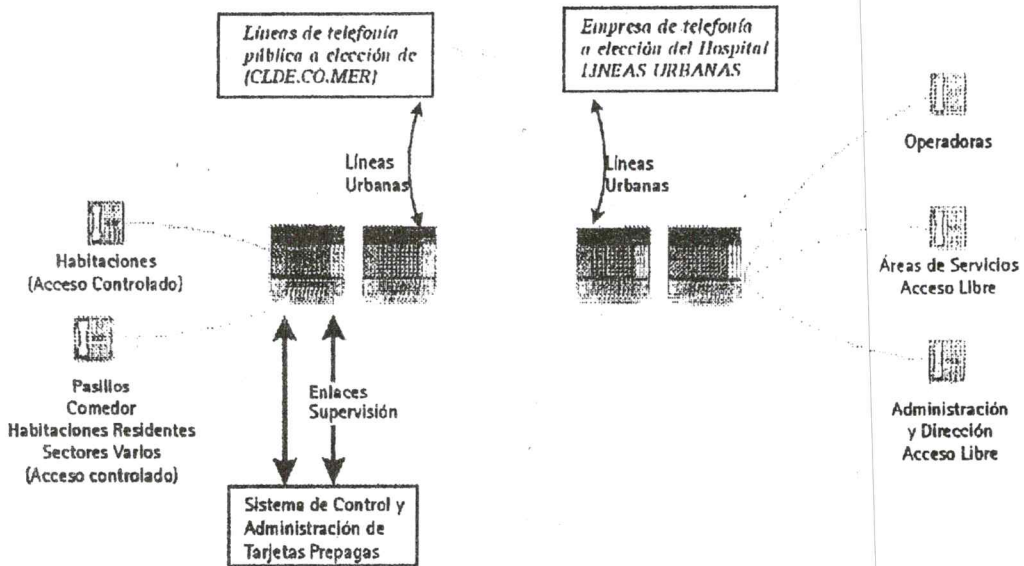 Líneas de telefonía
pública a elección de
(CLDE.CO.MER)
Empresa de telefonía
a elección del Hospital
LINEAS URBANAS
Líneas
Urbanas
Líneas
Urbanas
Operadoras
Habitaciones
(Acceso Controlado)
Áreas de Servicios
Acceso Libre
Pasillos
Comedor
Habitaciones Residentes
Sectores Varios
(Acceso controlado)
Enlaces
Supervisión
Administración
y Dirección
Acceso Libre
Sistema de Control y
Administración de
Tarjetas Prepagas